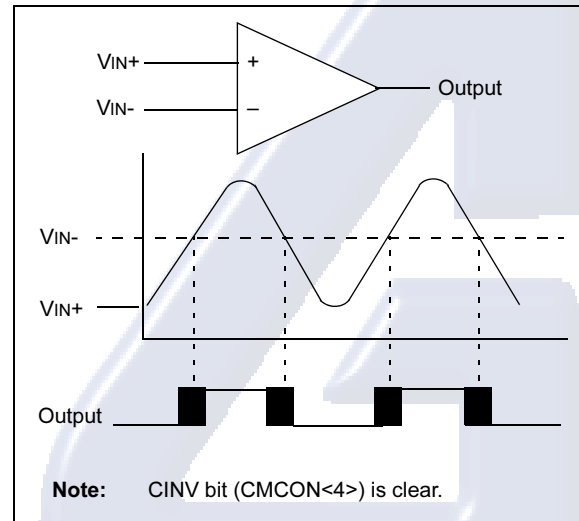 VIN+
+
VIN-
–
Output
VIN-
VIN+
Output
Note: CINV bit (CMCON<4>) is clear.